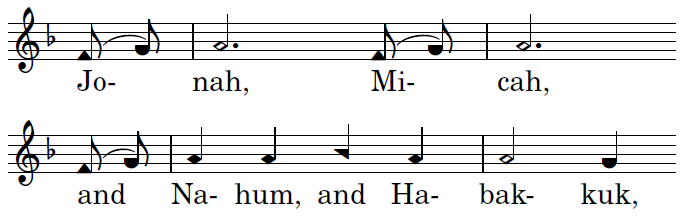 Jo- nah, Mi- cah,
and Na- hum, and Ha- bak- kuk,